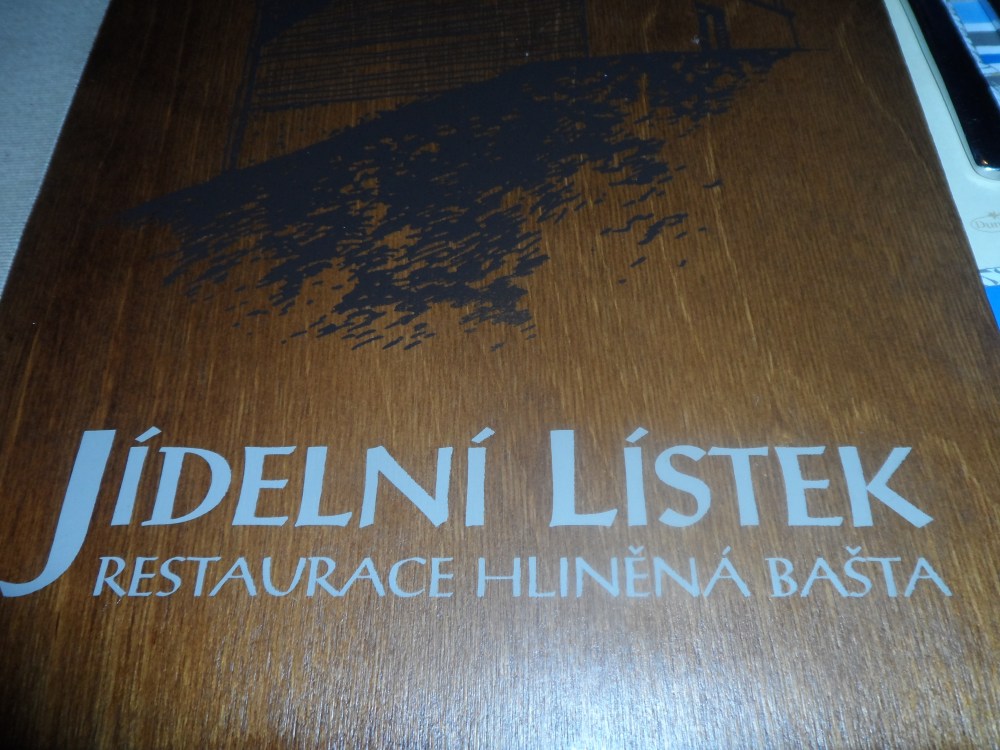 JÍDELNÍ LÍSTEK
RESTAURACE HLINĚNÁ BAŠTA